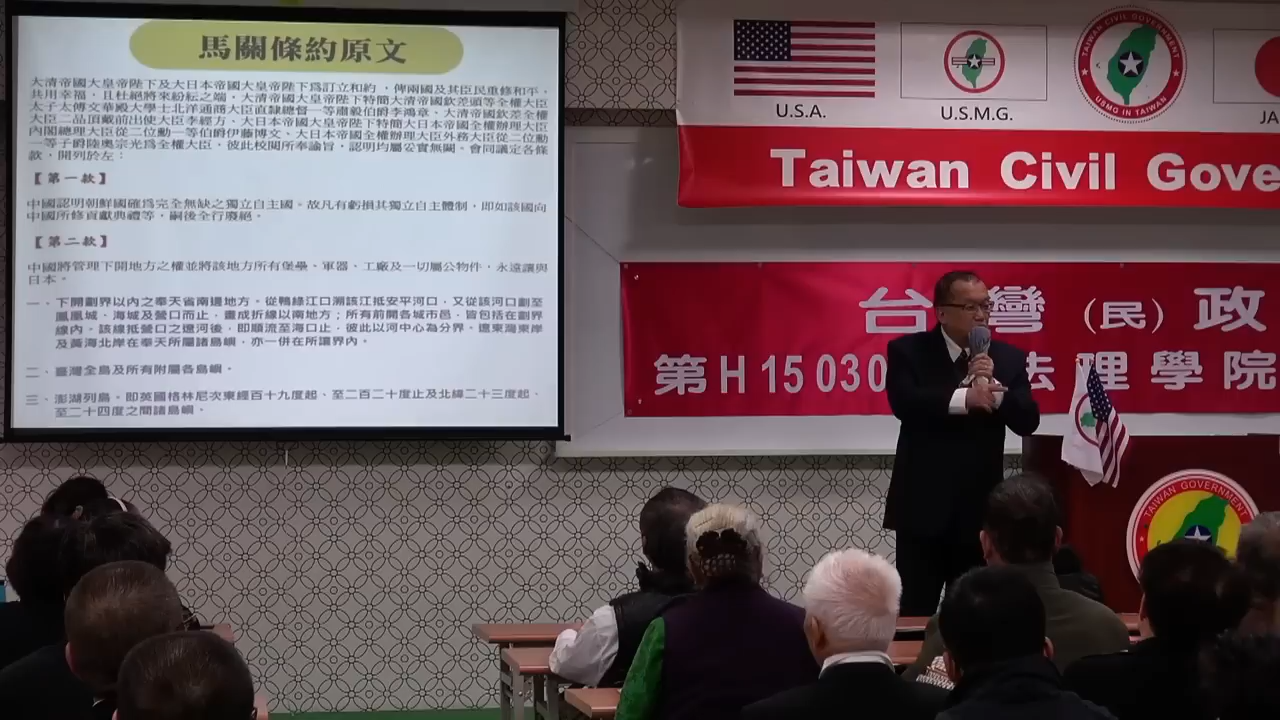 馬關條約原文
大清帝國大皇帝陛下及大日本帝國大皇帝陛下爲訂立和約，俾兩國及其臣民重修和平，
共用幸福，且杜絕將來紛紜之端，大清帝國大皇帝陛下特簡大清帝國欽差頭等全權大臣
太子太傅文華殿大學士北洋通商大臣直隸總督一等肅毅伯爵李鴻章、大清帝國欽差全權
大臣二品頂戴前出使大臣李經方、大日本帝國大皇帝陛下特簡大日本帝國全權辦理大臣
內閣總理大臣從二位勳一等伯爵伊藤博文、大日本帝國全權辦理大臣外務大臣從二位勳
一等子爵陸奧宗光爲全權大臣，彼此校閱所奉諭旨，認明均屬妥實無闕。會同議定各條
款，開列於左：
【第一款】
中國認明朝鮮國確爲完全無缺之獨立自主國。故凡有虧損其獨立自主體制，即如該國向
中國所修貢獻典禮等，嗣後全行廢絕。
【第二款】
中國將管理下開地方之權並將該地方所有堡壘、軍器、工廠及一切屬公物件，永遠讓與
日本。
一、下開劃界以內之奉天省南邊地方。從鴨綠江口溯該江抵安平河口，又從該河口劃至
鳳凰城、海城及營口而止，畫成折線以南地方；所有前開各城市邑，皆包括在劃界
線內。該線抵營口之遼河後，即順流至海口止，彼此以河中心為分界。遼東灣東岸
及黃海北岸在奉天所屬諸島嶼，亦一併在所讓界內。
二、臺灣全島及所有附屬各島嶼。
三、澎湖列島。即英國格林尼次東經百十九度起、至百二十度止及北緯二十三度起、
至二十四度之間諸島嶼。
U.S.A.
U.S.M.G.
TAIWAN CIVIL GOVERNMENT
USMG IN TAIWAN
JA
Taiwan Civil Gove
台灣（民）政
第H15030 法理學院
TAIWAN GOVERNMENT